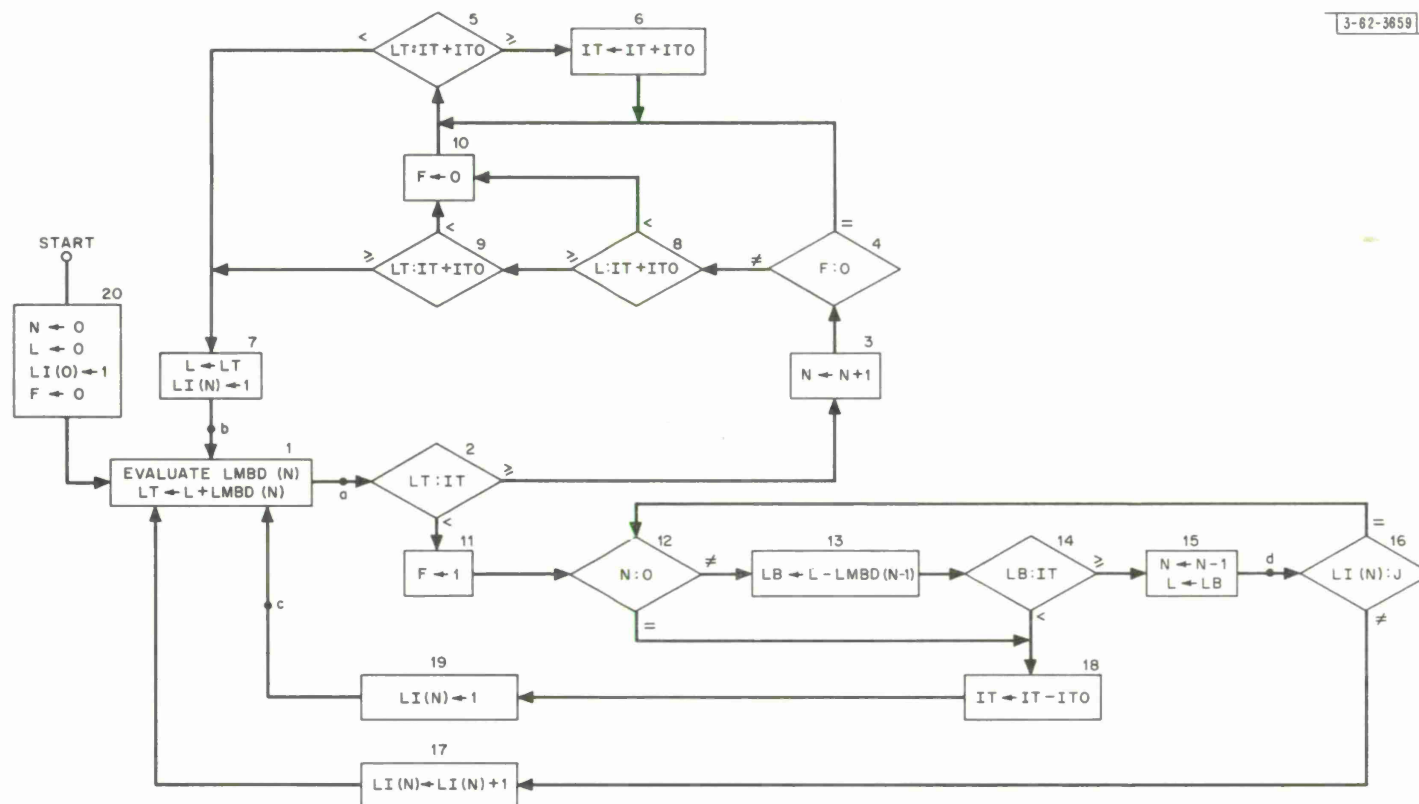 3-62-3659
5
<
LT:IT+ITO
≥
6
IT ← IT+ITO
10
F ← 0
<
<
=
START
20
N ← 0
L ← 0
LI(0) ← 1
F ← 0
≥
9
LT:IT+ITO
≥
8
L:IT+ITO
≠
4
F:0
7
L ← LT
LI(N) ← 1
3
N ← N+1
b
1
EVALUATE LMBD (N)
LT ← L+LMBD(N)
a
2
LT:IT
≥
<
11
F ← 1
12
N:0
≠
=
13
LB ← L-LMBD(N-1)
14
LB:IT
≥
<
15
N ← N-1
L ← LB
d
=
16
LI(N):J
≠
c
19
LI(N) ← 1
18
IT ← IT-ITO
17
LI(N) ← LI(N)+1